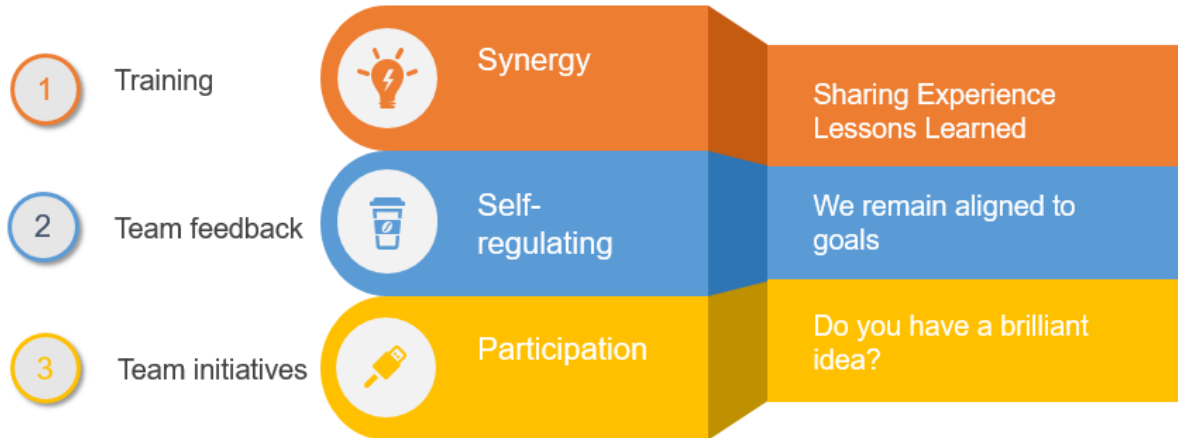 1
Training
Synergy
Sharing Experience
Lessons Learned
2
Team feedback
Self-
regulating
We remain aligned to
goals
3
Team initiatives
Participation
Do you have a brilliant
idea?